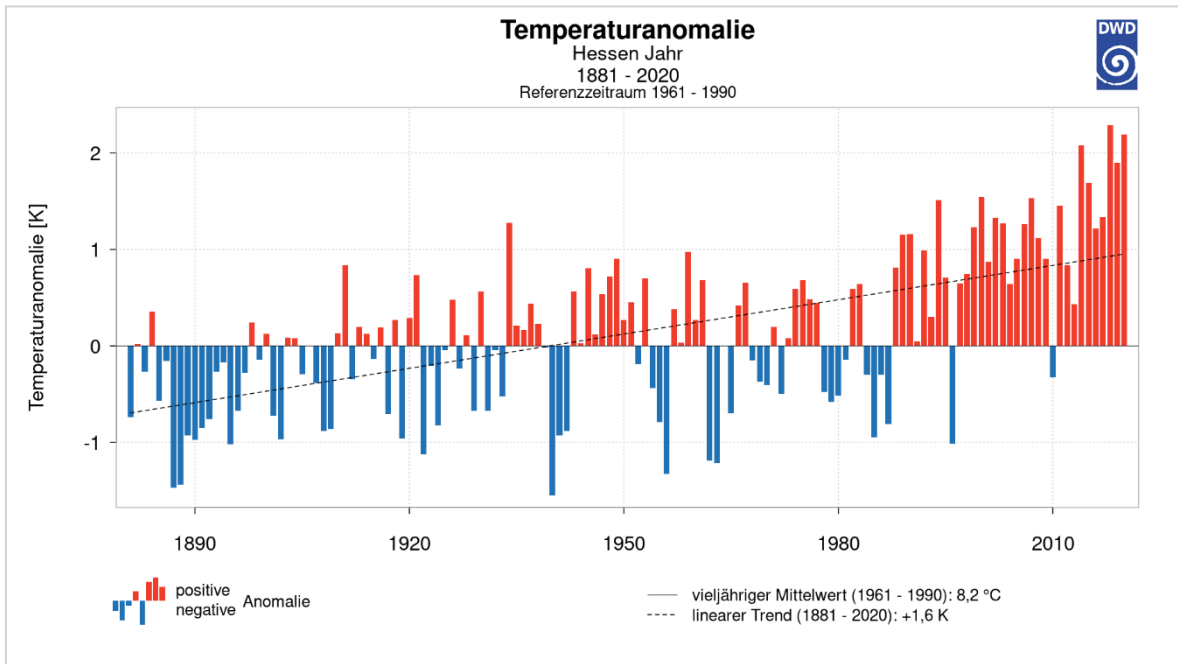 Temperaturanomalie
Hessen Jahr
1881 - 2020
Referenzzeitraum 1961 - 1990
DWD
Temperaturanomalie [K]
2
1
0
-1
1890 1920 1950 1980 2010
positive
negative Anomalie
vieljähriger Mittelwert (1961 - 1990): 8,2 °C
linearer Trend (1881 - 2020): +1,6 K